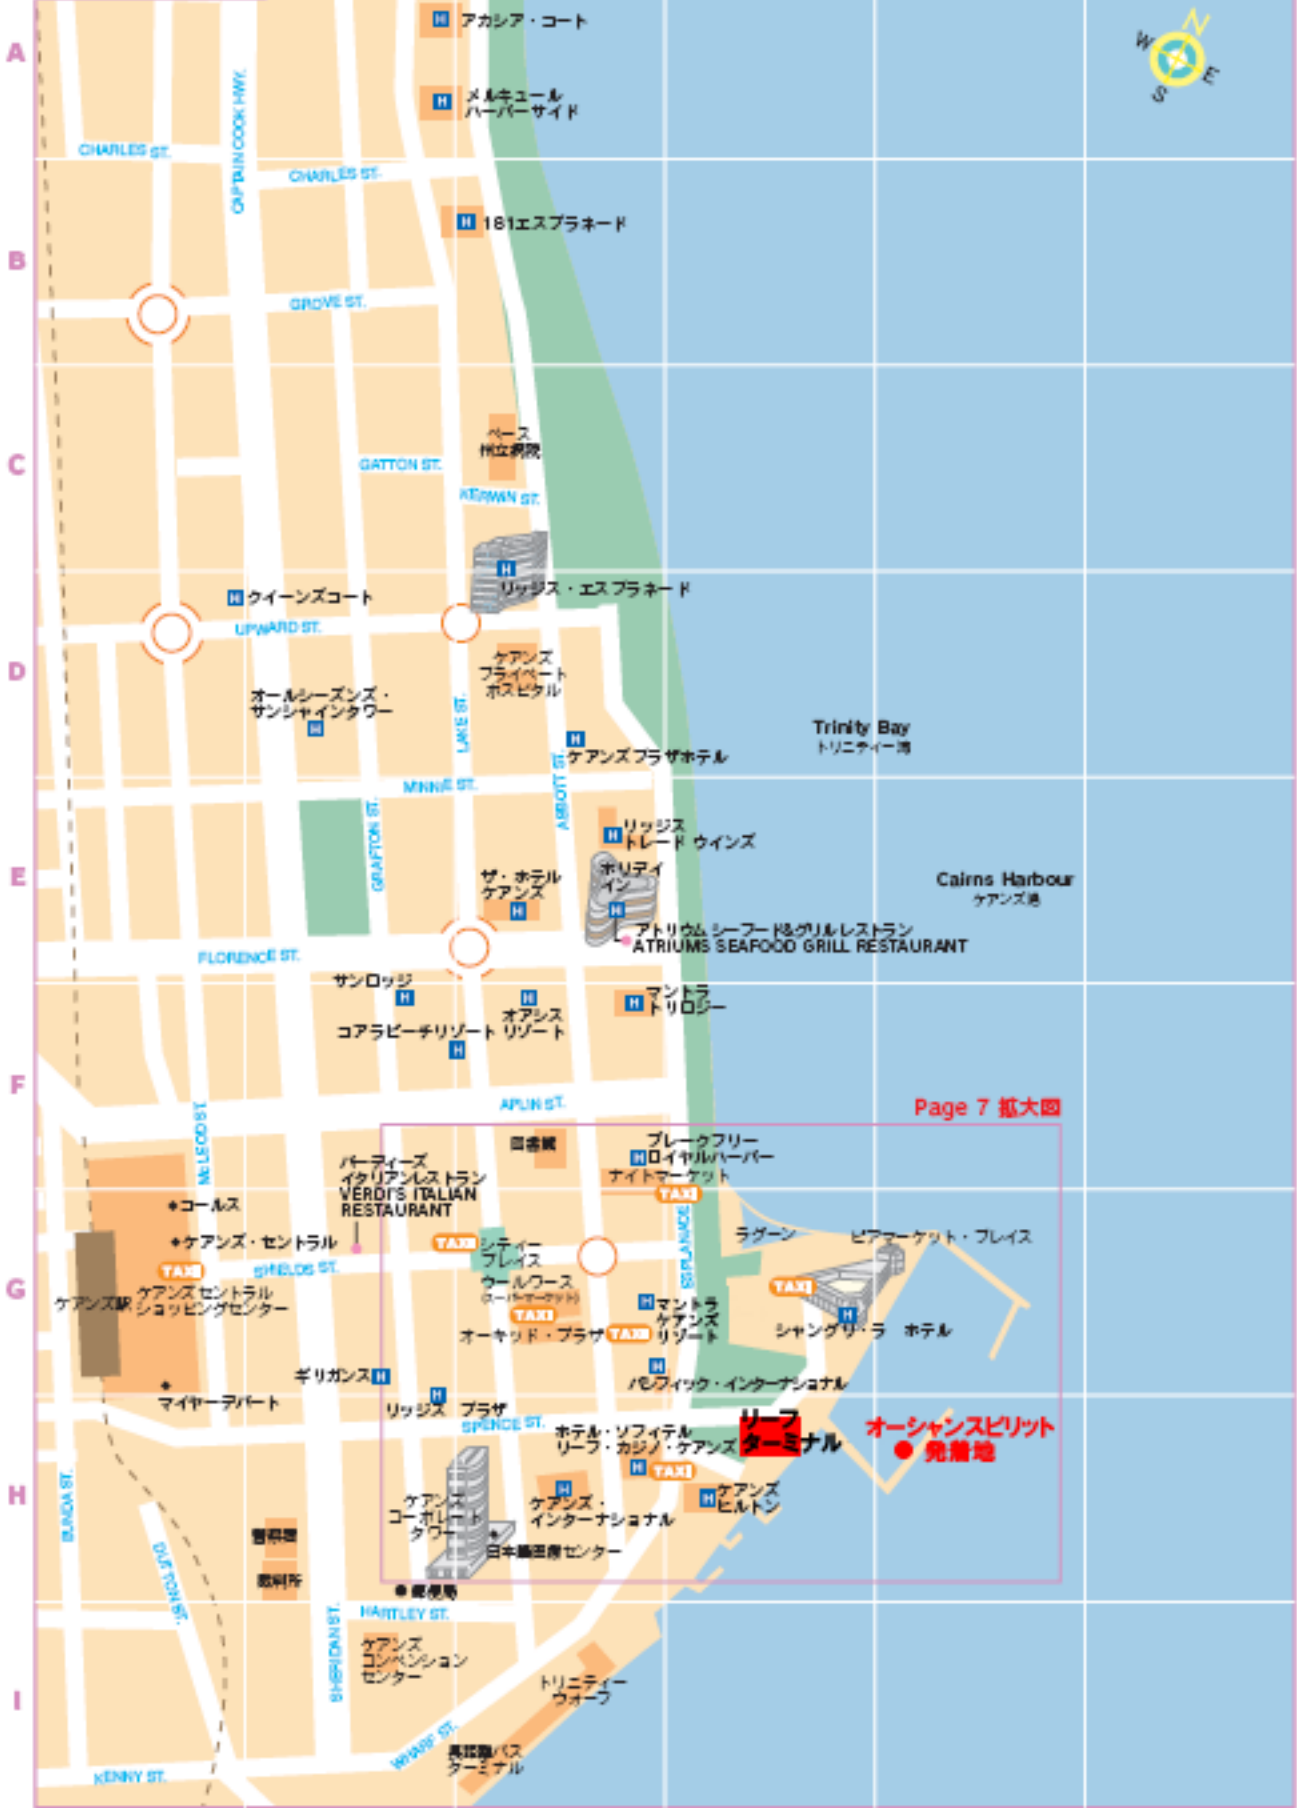 A
アカシア・コート
N
W
E
S
メルキュール
ハーバーサイド
CAPTAIN COOK HWY.
CHARLES ST.
CHARLES ST.
H 181エスプラネード
B
GROVE ST.
ベース
州立病院
C
GATTON ST.
KERWIN ST.
H リッジス・エスプラネード
H クイーンズコート
UPWARD ST.
D
ケアンズ
プライベート
ホスピタル
オールシーズンズ・
サンシャインタワー
H
LAKE ST.
Trinity Bay
トリニティー湾
H
ケアンズプラザホテル
ABBOTT ST.
MINNIE ST.
GRAFTON ST.
H リッジス
トレード ウインズ
E
ホリデイ
イン
H
ザ・ホテル
ケアンズ
H
Cairns Harbour
ケアンズ港
アトリウム シーフード&グリルレストラン
ATRIUMS SEAFOOD GRILL RESTAURANT
FLORENCE ST.
サンロッジ
H
H
オアシス
リゾート
H マントラ
トリロジー
コアラビーチリゾート
H
F
APLIN ST.
McLEOD ST.
Page 7 拡大図
図書館
ブレークフリー
H ロイヤルハーバー
ナイトマーケット
TAXI
バーディーズ
イタリアンレストラン
VERDI'S ITALIAN
RESTAURANT
コールス
ケアンズ・セントラル
TAXI
SHIELDS ST.
TAXI シティー
プレイス
ESPLANADE
ラグーン
ピアマーケット・プレイス
G
ケアンズ駅
ケアンズセントラル
ショッピングセンター
ウールワース
(スーパーマーケット)
TAXI
オーキッド・プラザ
TAXI
H マントラ
ケアンズ
リゾート
TAXI
H
シャングリ・ラ ホテル
ギリガンス H
H
パシフィック・インターナショナル
マイヤーデパート
H
リッジス プラザ
SPENCE ST.
ホテル・ソフィテル
リーフ・カジノ・ケアンズ
H TAXI
リーフ
ターミナル
オーシャンスピリット
発着地
H
BUNDA ST.
ケアンズ
コーポレート
タワー
H
ケアンズ・
インターナショナル
H ケアンズ
ヒルトン
DUTTON ST.
警察署
日本語医療センター
裁判所
郵便局
HARTLEY ST.
SHERIDAN ST.
ケアンズ
コンベンション
センター
I
トリニティー
ウォーフ
WHARF ST.
長距離バス
ターミナル
KENNY ST.